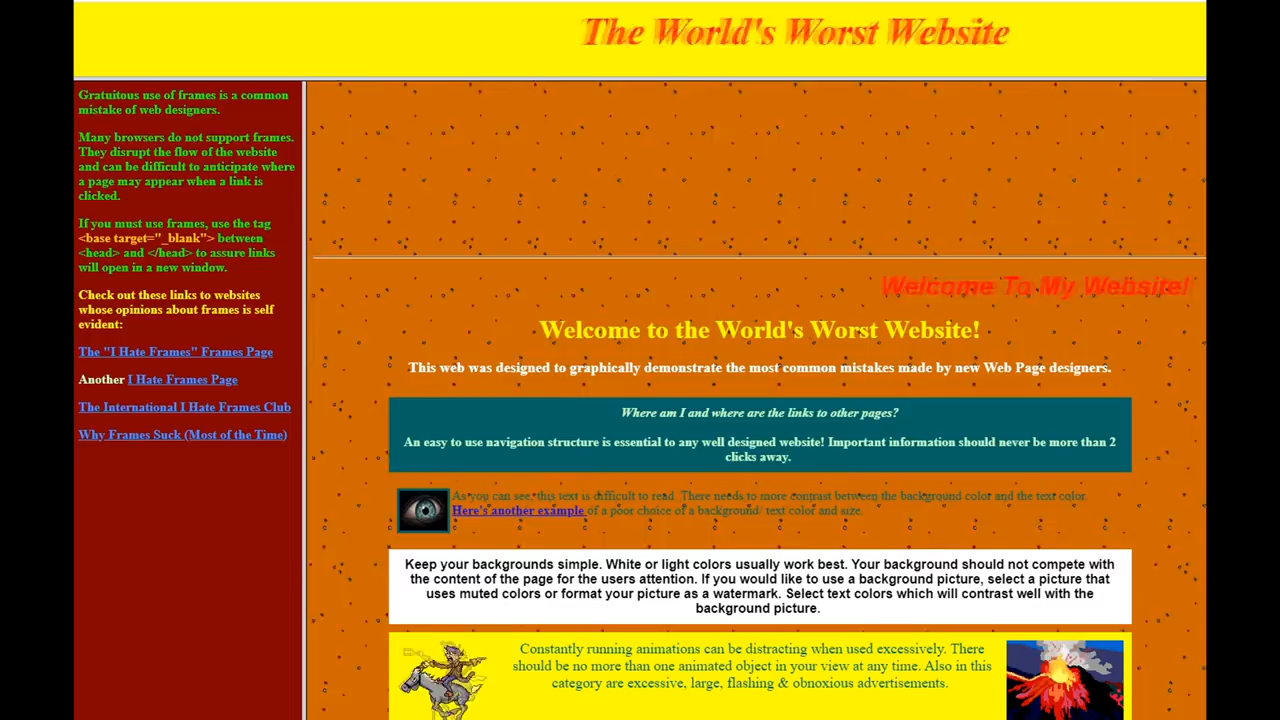 The World's Worst Website
Gratuitous use of frames is a common
mistake of web designers.
Many browsers do not support frames.
They disrupt the flow of the website
and can be difficult to anticipate where
a page may appear when a link is
clicked.
If you must use frames, use the tag
<base target="_blank"> between
<head> and </head> to assure links
will open in a new window.
Check out these links to websites
whose opinions about frames is self
evident:
The "I Hate Frames" Frames Page
Another I Hate Frames Page
The International I Hate Frames Club
Why Frames Suck (Most of the Time)
Welcome To My Website!!
Welcome to the World's Worst Website!
This web was designed to graphically demonstrate the most common mistakes made by new Web Page designers.
Where am I and where are the links to other pages?
An easy to use navigation structure is essential to any well designed website! Important information should never be more than 2
clicks away.
As you can see, this text is difficult to read. There needs to more contrast between the background color and the text color.
Here's another example of a poor choice of a background/ text color and size.
Keep your backgrounds simple. White or light colors usually work best. Your background should not compete with
the content of the page for the users attention. If you would like to use a background picture, select a picture that
uses muted colors or format your picture as a watermark. Select text colors which will contrast well with the
background picture.
Constantly running animations can be distracting when used excessively. There
should be no more than one animated object in your view at any time. Also in this
category are excessive, large, flashing & obnoxious advertisements.